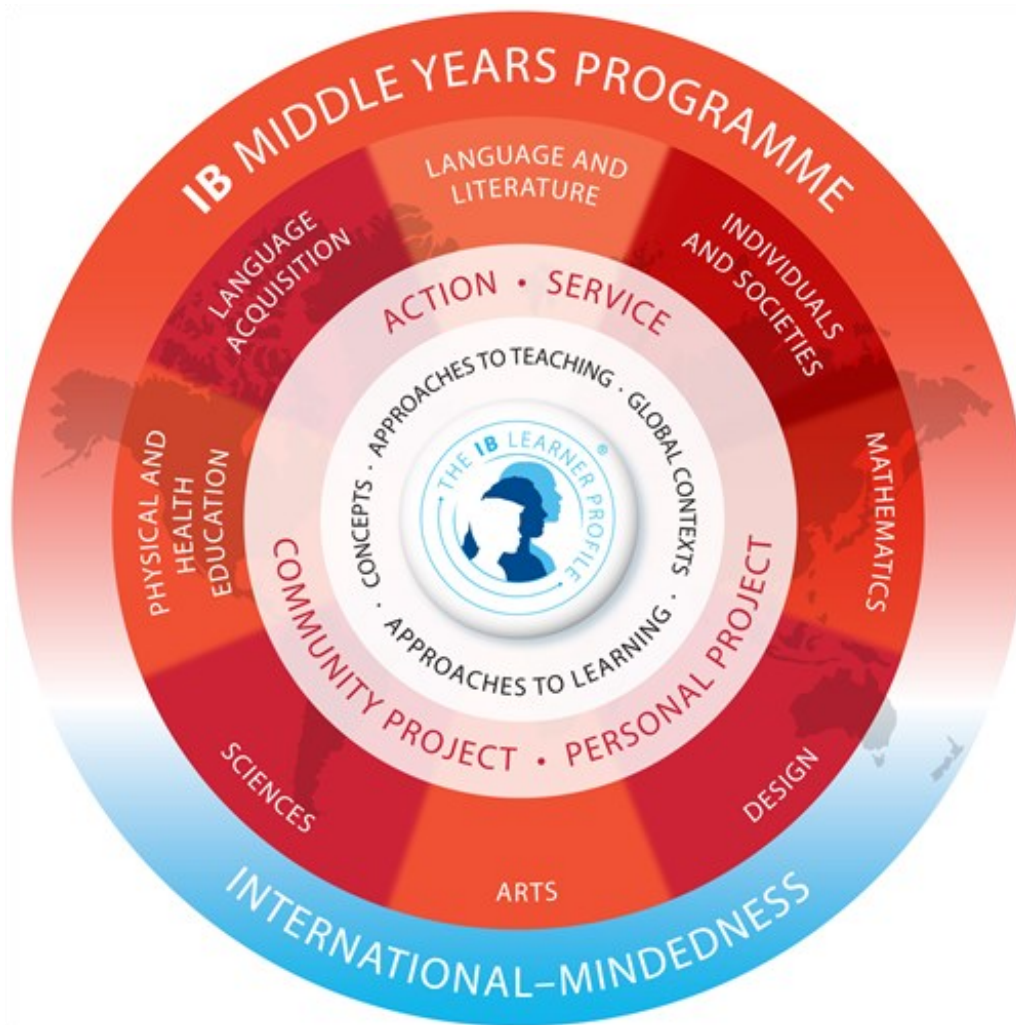 IB MIDDLE YEARS PROGRAMME
LANGUAGE AND
LITERATURE
INDIVIDUALS
AND SOCIETIES
MATHEMATICS
DESIGN
ARTS
SCIENCES
PHYSICAL AND
HEALTH
EDUCATION
LANGUAGE
ACQUISITION
ACTION · SERVICE
PERSONAL PROJECT ·
COMMUNITY PROJECT
APPROACHES TO TEACHING · GLOBAL CONTEXTS ·
APPROACHES TO LEARNING · CONCEPTS ·
· THE IB LEARNER PROFILE · ®
INTERNATIONAL–MINDEDNESS